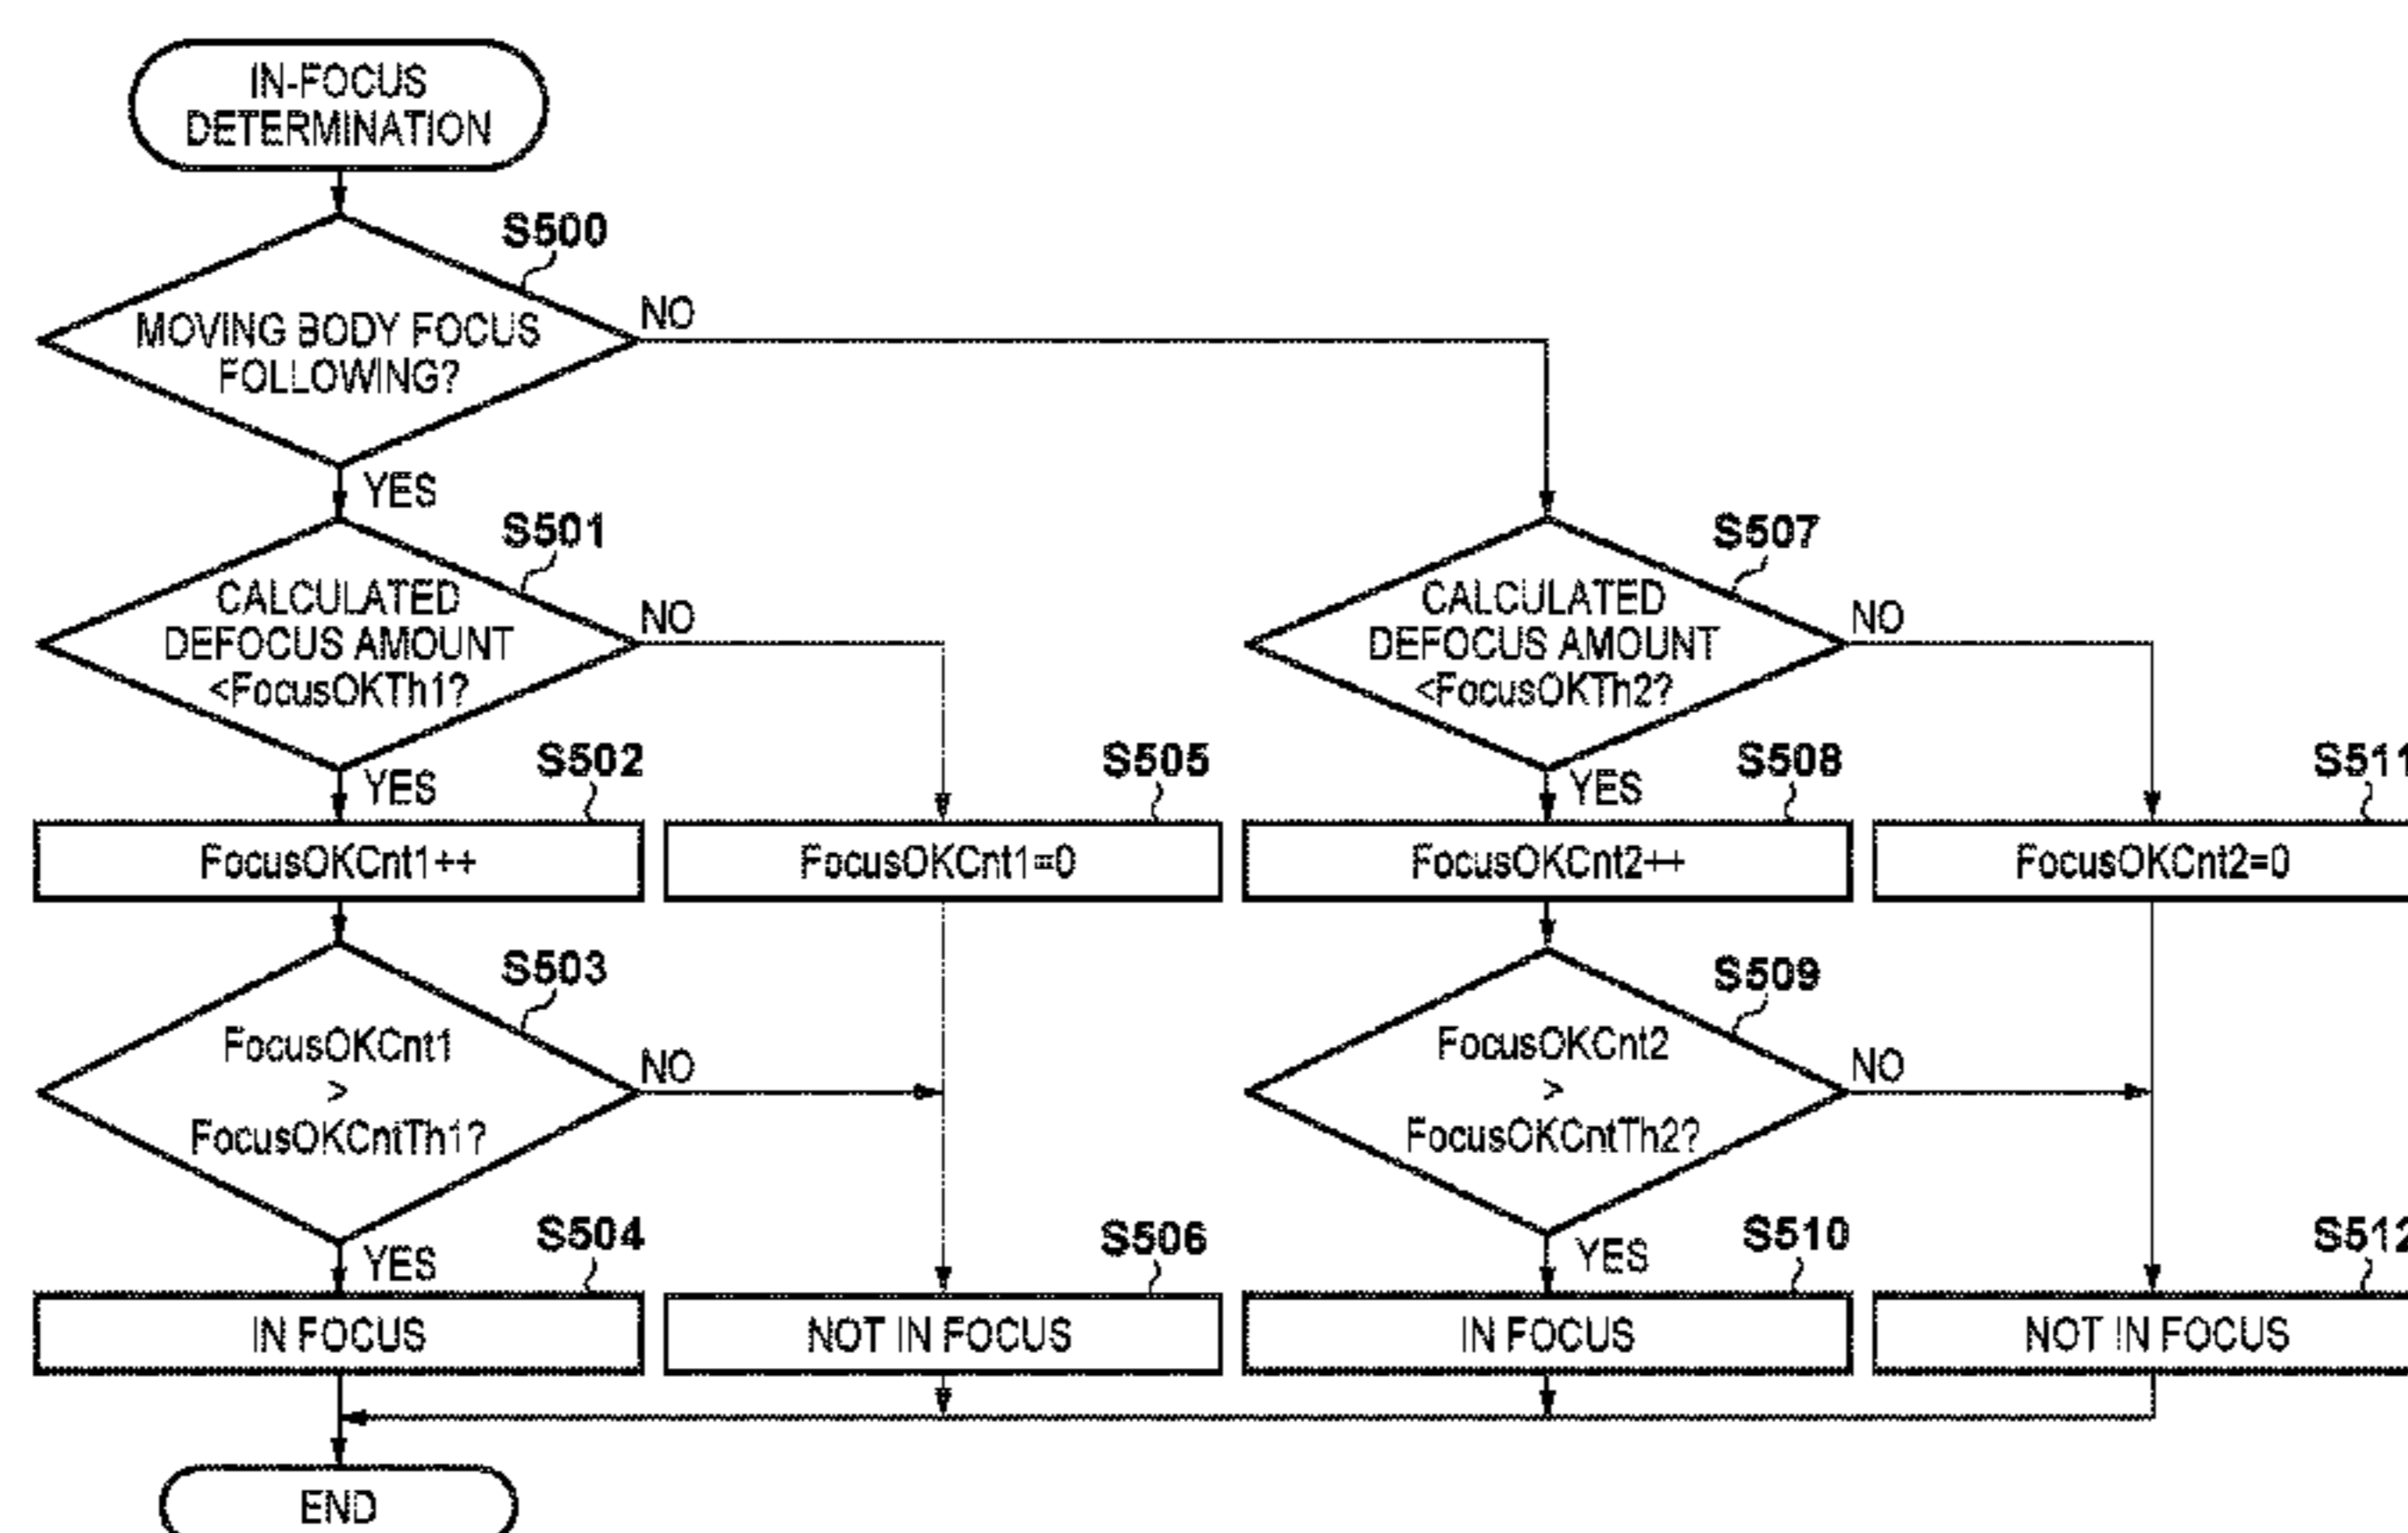 IN-FOCUS
DETERMINATION
S500
MOVING BODY FOCUS
FOLLOWING?
NO
YES
S501
CALCULATED
DEFOCUS AMOUNT
<FocusOKTh1?
NO
YES
S507
CALCULATED
DEFOCUS AMOUNT
<FocusOKTh2?
NO
YES
S502
FocusOKCnt1++
S505
FocusOKCnt1=0
S508
FocusOKCnt2++
S511
FocusOKCnt2=0
S503
FocusOKCnt1
>
FocusOKCntTh1?
NO
YES
S509
FocusOKCnt2
>
FocusOKCntTh2?
NO
YES
S504
IN FOCUS
S506
NOT IN FOCUS
S510
IN FOCUS
S512
NOT IN FOCUS
END